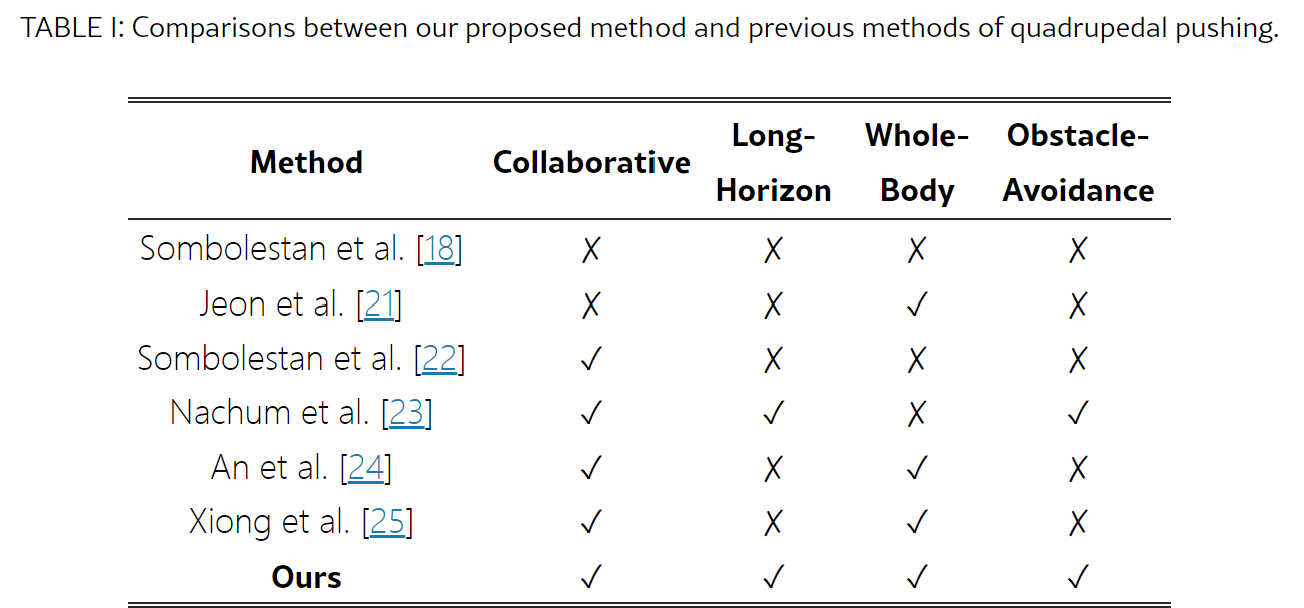 TABLE I: Comparisons between our proposed method and previous methods of quadrupedal pushing.
Method Collaborative Long-Horizon Whole-Body Obstacle-Avoidance
Sombolestan et al. [18] ✗ ✗ ✗ ✗
Jeon et al. [21] ✗ ✗ ✓ ✗
Sombolestan et al. [22] ✓ ✗ ✗ ✗
Nachum et al. [23] ✓ ✓ ✗ ✓
An et al. [24] ✓ ✗ ✓ ✗
Xiong et al. [25] ✓ ✗ ✓ ✗
Ours ✓ ✓ ✓ ✓